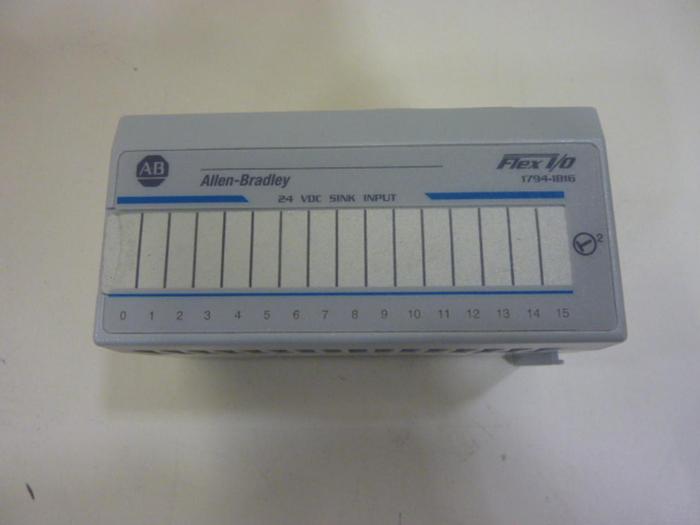 AB
Allen-Bradley
Flex I/O
1794-IB16
24 VDC SINK INPUT
2
0 1 2 3 4 5 6 7 8 9 10 11 12 13 14 15